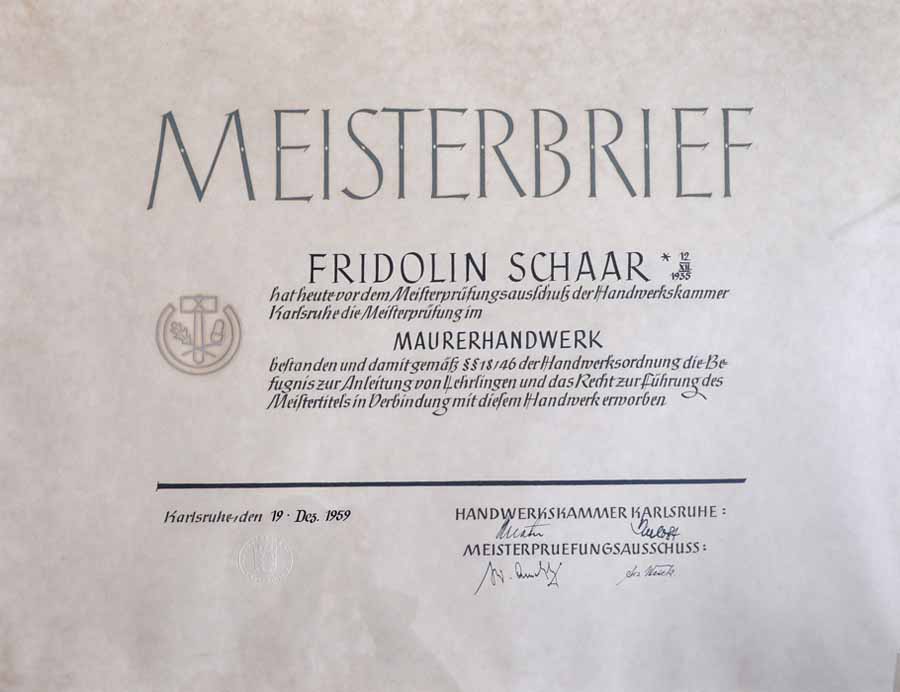 MEISTERBRIEF
FRIDOLIN SCHAAR * 12 XII 1935
hat heute vor dem Meisterprüfungsausschuß der Handwerkskammer
Karlsruhe die Meisterprüfung im
MAURERHANDWERK
bestanden und damit gemäß §§ 18/46 der Handwerksordnung die Be-
fugnis zur Anleitung von Lehrlingen und das Recht zur Führung des
Meistertitels in Verbindung mit diesem Handwerk erworben
Karlsruhe, den 19. Dez. 1959
HANDWERKSKAMMER KARLSRUHE:
MEISTERPRUEFUNGSAUSSCHUSS: